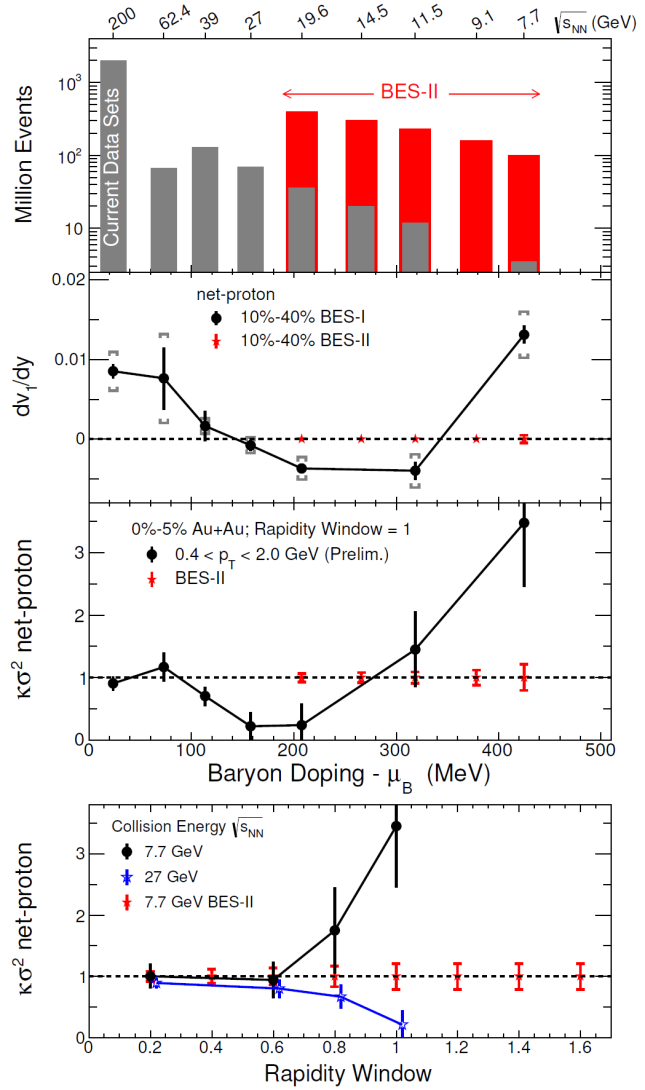 200 62.4 39 27 19.6 14.5 11.5 9.1 7.7 √sNN (GeV)
Million Events
10³
10²
10
Current Data Sets
BES-II
dv₁/dy
0.02
0.01
0
net-proton
10%-40% BES-I
10%-40% BES-II
κσ² net-proton
3
2
1
0
0%-5% Au+Au; Rapidity Window = 1
0.4 < pT < 2.0 GeV (Prelim.)
BES-II
0 100 200 300 400 500
Baryon Doping - μB (MeV)
κσ² net-proton
3
2
1
0
Collision Energy √sNN
7.7 GeV
27 GeV
7.7 GeV BES-II
0 0.2 0.4 0.6 0.8 1.0 1.2 1.4 1.6
Rapidity Window